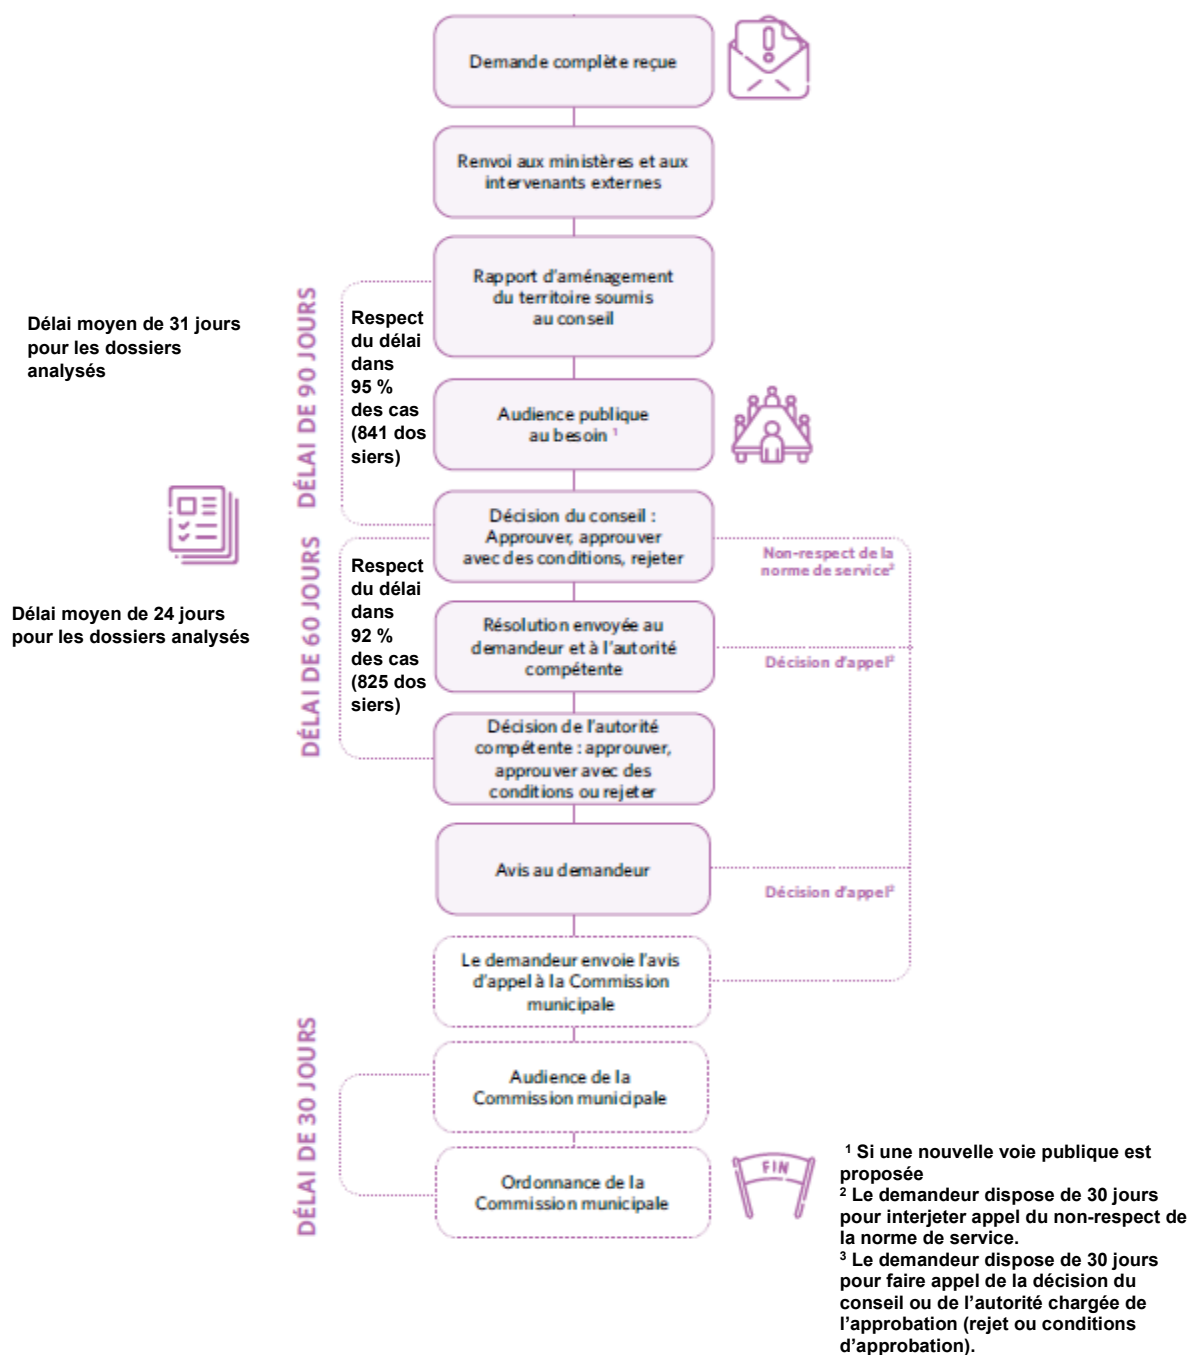 Demande complète reçue
Renvoi aux ministères et aux
intervenants externes
Rapport d'aménagement
du territoire soumis
au conseil
DÉLAI DE 90 JOURS
Délai moyen de 31 jours
pour les dossiers
analysés
Respect
du délai
dans
95 %
des cas
(841 dos
siers)
Audience publique
au besoin ¹
Décision du conseil :
Approuver, approuver
avec des conditions, rejeter
Non-respect de la
norme de service²
DÉLAI DE 60 JOURS
Délai moyen de 24 jours
pour les dossiers analysés
Respect
du délai
dans
92 %
des cas
(825 dos
siers)
Résolution envoyée au
demandeur et à l'autorité
compétente
Décision d'appel²
Décision de l'autorité
compétente : approuver,
approuver avec des
conditions ou rejeter
Avis au demandeur
Décision d'appel²
Le demandeur envoie l'avis
d'appel à la Commission
municipale
DÉLAI DE 30 JOURS
Audience de la
Commission municipale
Ordonnance de la
Commission municipale
FIN
¹ Si une nouvelle voie publique est
proposée
² Le demandeur dispose de 30 jours
pour interjeter appel du non-respect de
la norme de service.
³ Le demandeur dispose de 30 jours
pour faire appel de la décision du
conseil ou de l'autorité chargée de
l'approbation (rejet ou conditions
d'approbation).